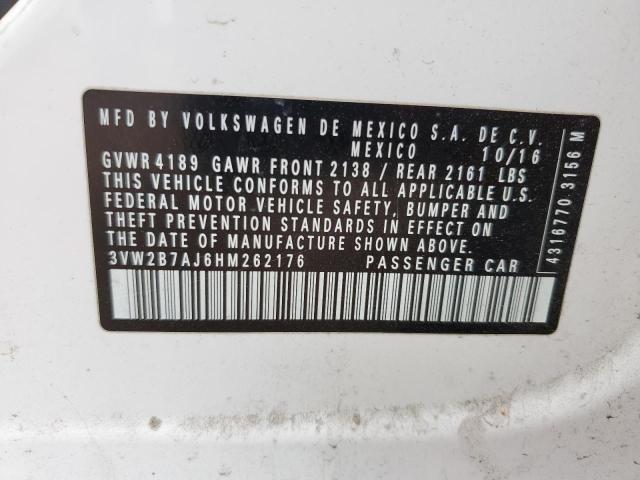 MFD BY VOLKSWAGEN DE MEXICO S.A. DE C.V.
MEXICO 10/16
GVWR 4189 GAWR FRONT 2138 / REAR 2161 LBS
THIS VEHICLE CONFORMS TO ALL APPLICABLE U.S.
FEDERAL MOTOR VEHICLE SAFETY, BUMPER AND
THEFT PREVENTION STANDARDS IN EFFECT ON
THE DATE OF MANUFACTURE SHOWN ABOVE.
3VW2B7AJ6HM262176 PASSENGER CAR
4316770 3156 M